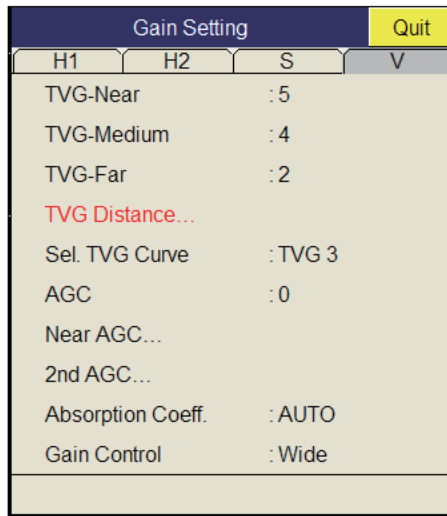 Gain Setting Quit
H1 H2 S V
TVG-Near : 5
TVG-Medium : 4
TVG-Far : 2
TVG Distance...
Sel. TVG Curve : TVG 3
AGC : 0
Near AGC...
2nd AGC...
Absorption Coeff. : AUTO
Gain Control : Wide